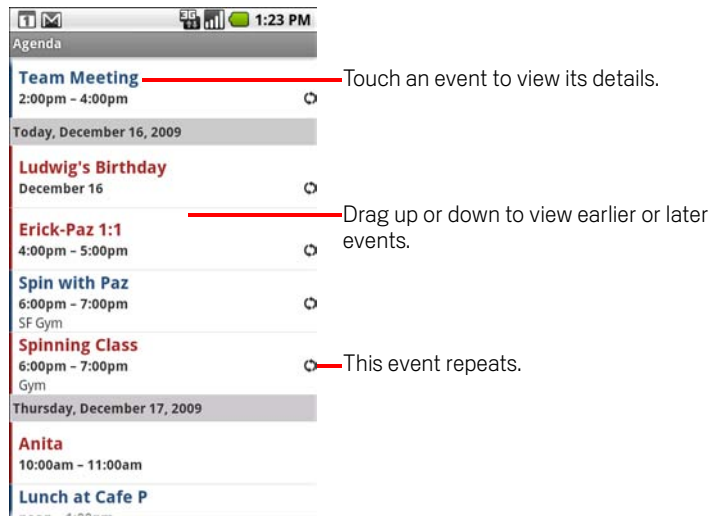 1 3G 1:23 PM
Agenda
Team Meeting
2:00pm – 4:00pm
Touch an event to view its details.
Today, December 16, 2009
Ludwig's Birthday
December 16
Drag up or down to view earlier or later
events.
Erick-Paz 1:1
4:00pm – 5:00pm
Spin with Paz
6:00pm – 7:00pm
SF Gym
Spinning Class
6:00pm – 7:00pm
This event repeats.
Gym
Thursday, December 17, 2009
Anita
10:00am – 11:00am
Lunch at Cafe P